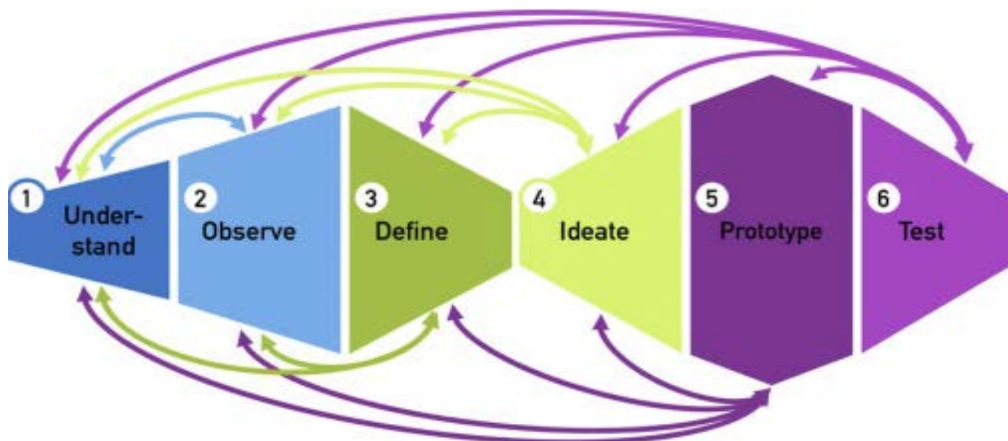 1
Under-
stand
2
Observe
3
Define
4
Ideate
5
Prototype
6
Test